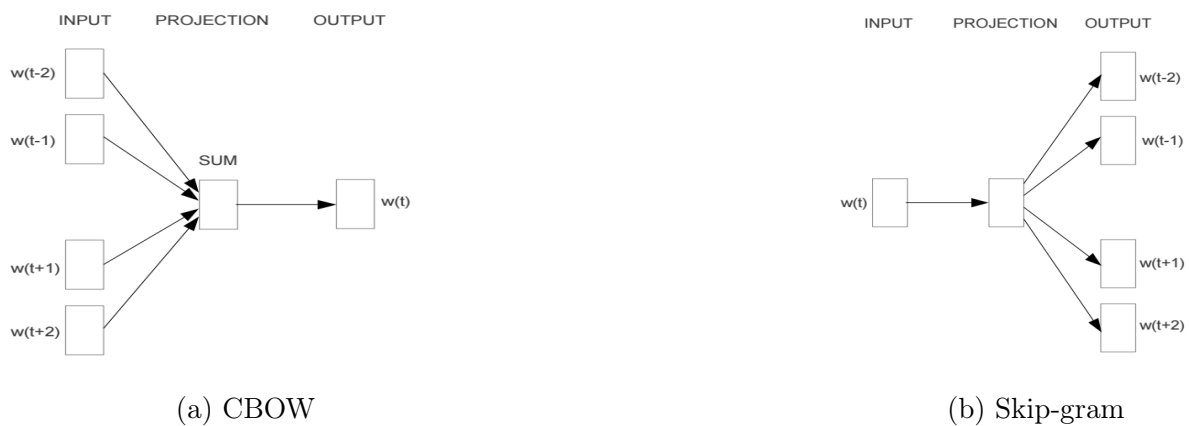 INPUT PROJECTION OUTPUT
w(t-2)
w(t-1)
SUM
w(t)
w(t+1)
w(t+2)
(a) CBOW
INPUT PROJECTION OUTPUT
w(t-2)
w(t-1)
w(t)
w(t+1)
w(t+2)
(b) Skip-gram